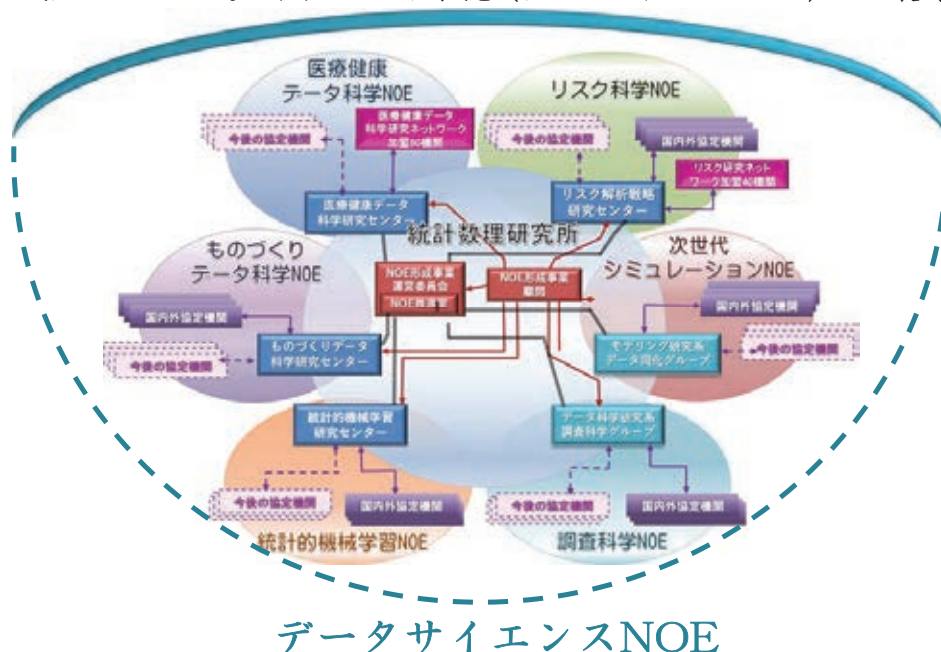 医療健康
データ科学NOE
リスク科学NOE
今後の協定機関
医療健康データ
科学研究ネットワーク
加盟90機関
今後の協定機関
国内外協定機関
リスク研究ネット
ワーク加盟40機関
医療健康データ
科学研究センター
リスク解析戦略
研究センター
統計数理研究所
ものづくり
データ科学NOE
次世代
シミュレーションNOE
NOE形成事業
運営委員会
NOE推進室
NOE形成事業
顧問
国内外協定機関
国内外協定機関
ものづくりデータ
科学研究センター
今後の協定機関
モデリング研究系
データ同化グループ
今後の協定機関
統計的機械学習
研究センター
データ科学研究系
調査科学グループ
今後の協定機関
国内外協定機関
今後の協定機関
国内外協定機関
統計的機械学習NOE
調査科学NOE
データサイエンスNOE